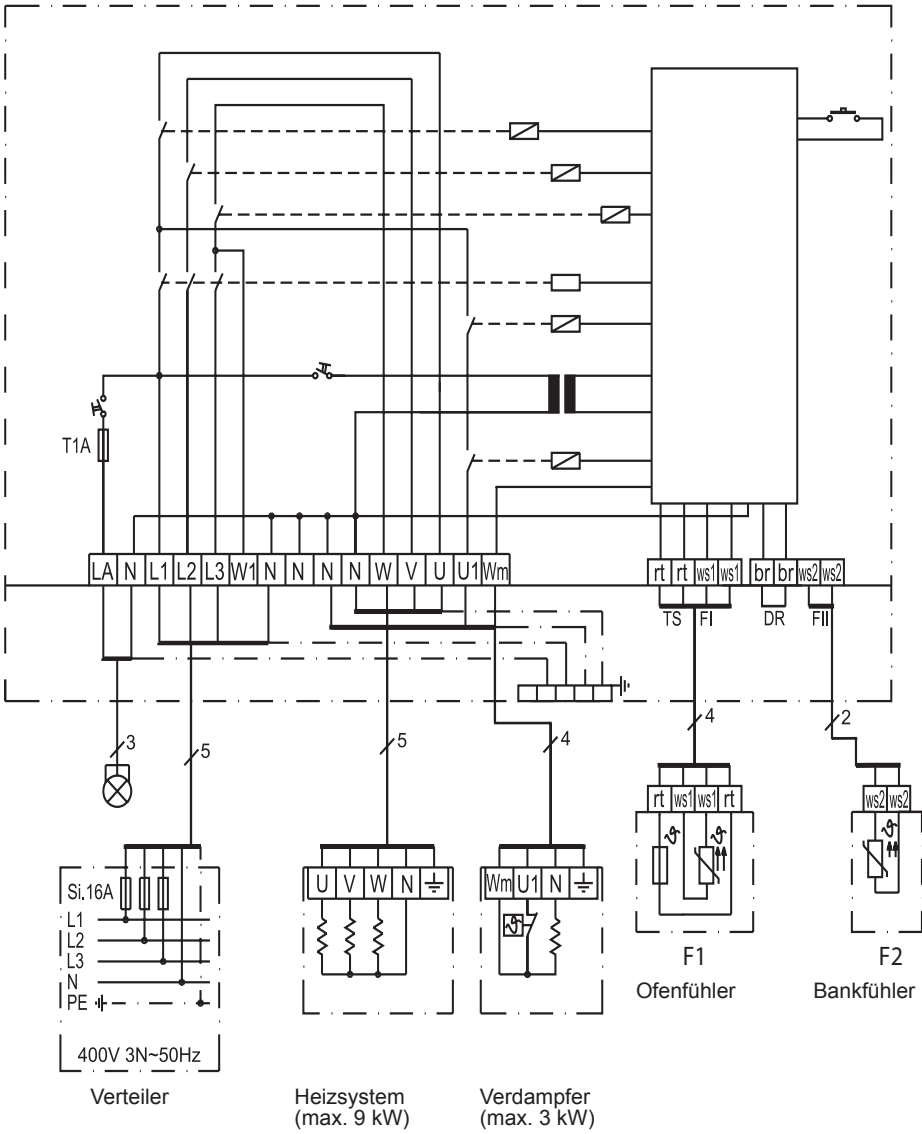 T1A
LA N L1 L2 L3 W1 N N N N W V U U1 Wm
rt rt ws1 ws1 br br ws2 ws2
TS FI DR FII
3
5
5
4
4
2
rt ws1 ws1 rt
ws2 ws2
Si.16A
L1
L2
L3
N
PE
400V 3N~50Hz
U V W N
Wm U1 N
ϑ
ϑ
ϑ
ϑ
F1
F2
Ofenfühler
Bankfühler
Verteiler
Heizsystem
(max. 9 kW)
Verdampfer
(max. 3 kW)